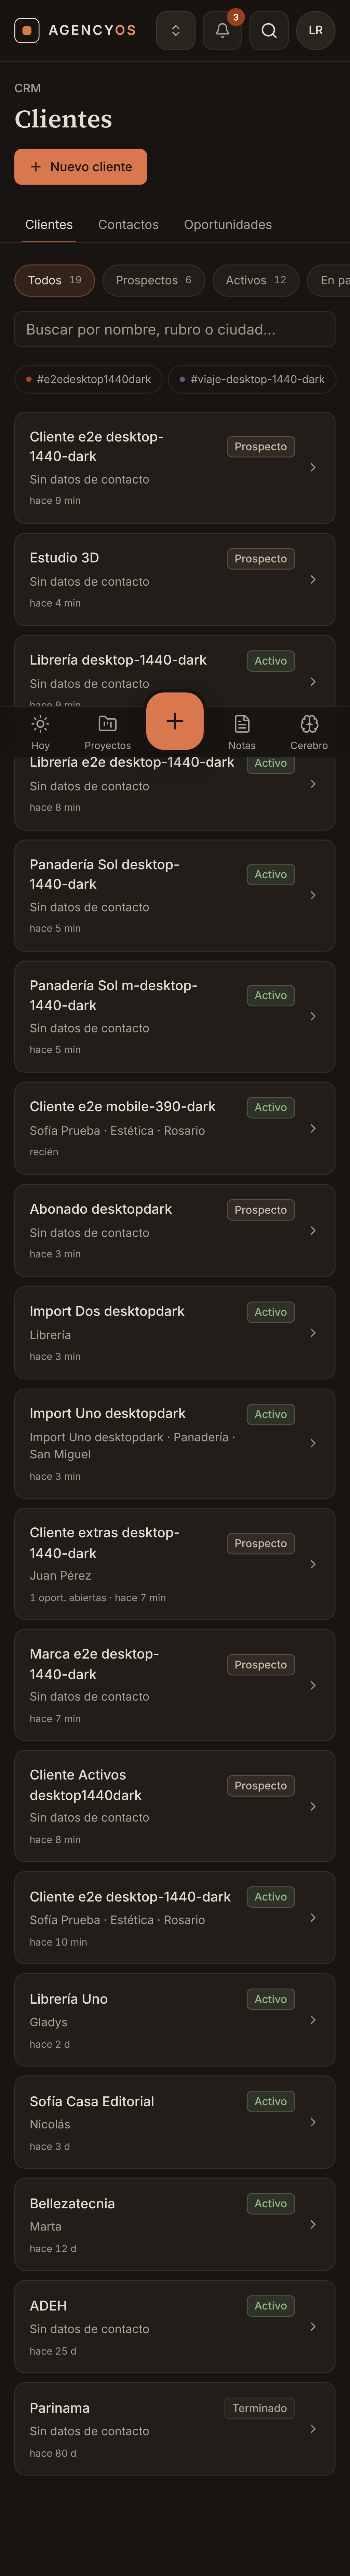 AGENCYOS
3
LR
CRM
Clientes
+ Nuevo cliente
Clientes Contactos Oportunidades
Todos 19 Prospectos 6 Activos 12 En pa
Buscar por nombre, rubro o ciudad...
#e2edesktop1440dark #viaje-desktop-1440-dark
Cliente e2e desktop-
1440-dark
Prospecto
Sin datos de contacto
hace 9 min
Estudio 3D
Prospecto
Sin datos de contacto
hace 4 min
Librería desktop-1440-dark
Activo
Sin datos de contacto
hace 9 min
+
Hoy Proyectos Notas Cerebro
Librería e2e desktop-1440-dark
Activo
Sin datos de contacto
hace 8 min
Panadería Sol desktop-
1440-dark
Activo
Sin datos de contacto
hace 5 min
Panadería Sol m-desktop-
1440-dark
Activo
Sin datos de contacto
hace 5 min
Cliente e2e mobile-390-dark
Activo
Sofía Prueba · Estética · Rosario
recién
Abonado desktopdark
Prospecto
Sin datos de contacto
hace 3 min
Import Dos desktopdark
Activo
Librería
hace 3 min
Import Uno desktopdark
Activo
Import Uno desktopdark · Panadería ·
San Miguel
hace 3 min
Cliente extras desktop-
1440-dark
Prospecto
Juan Pérez
1 oport. abiertas · hace 7 min
Marca e2e desktop-
1440-dark
Prospecto
Sin datos de contacto
hace 7 min
Cliente Activos
desktop1440dark
Prospecto
Sin datos de contacto
hace 8 min
Cliente e2e desktop-1440-dark
Activo
Sofía Prueba · Estética · Rosario
hace 10 min
Librería Uno
Activo
Gladys
hace 2 d
Sofía Casa Editorial
Activo
Nicolás
hace 3 d
Bellezatecnia
Activo
Marta
hace 12 d
ADEH
Activo
Sin datos de contacto
hace 25 d
Parinama
Terminado
Sin datos de contacto
hace 80 d